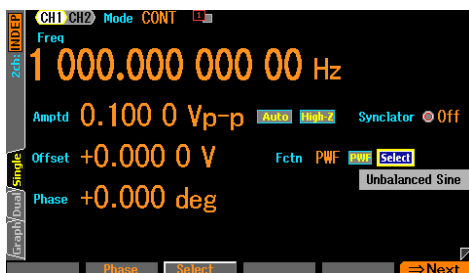 CH1 CH2 Mode CONT 1
2ch: INDEP
Freq
1 000.000 000 00 Hz
Amptd 0.100 0 Vp-p Auto High-Z Synclator Off
Offset +0.000 0 V Fctn PWF PWF Select
Unbalanced Sine
Phase +0.000 deg
/Graph/Dual/Single
Phase Select ⇒Next